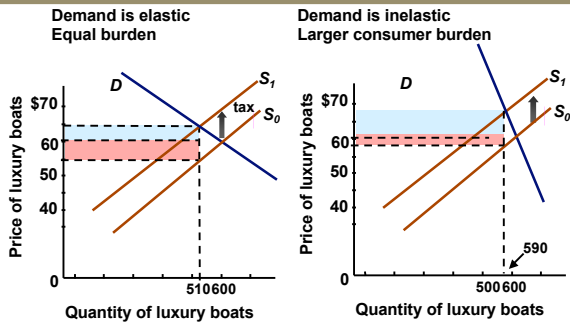 Demand is elastic
Equal burden
D
S1
tax
S0
$70
60
50
40
0
510600
Price of luxury boats
Quantity of luxury boats
Demand is inelastic
Larger consumer burden
D
S1
S0
$70
60
50
40
0
590
500600
Price of luxury boats
Quantity of luxury boats